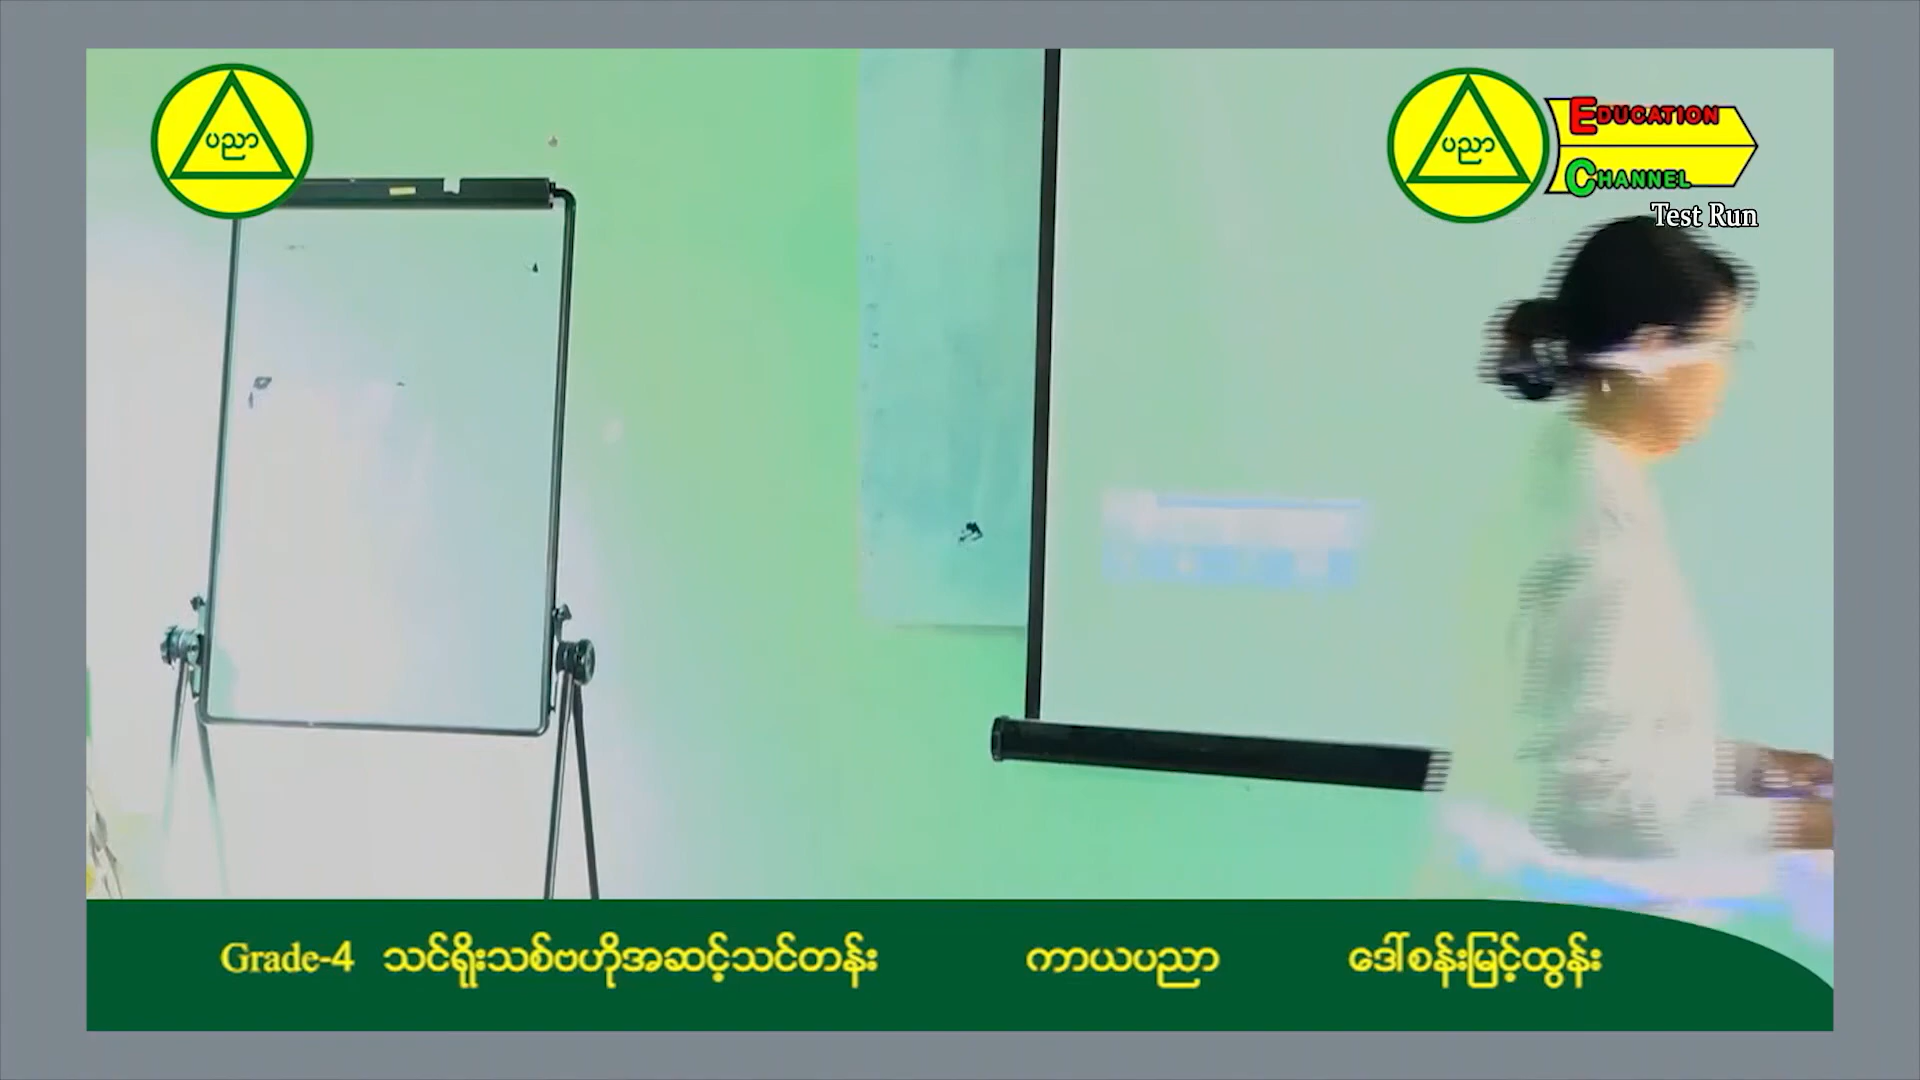 ပညာ
ပညာ
EDUCATION
CHANNEL
Test Run
Grade-4 သင်ရိုးသစ်ဗဟိုအဆင့်သင်တန်း ကာယပညာ ဒေါ်စန်းမြင့်ထွန်း